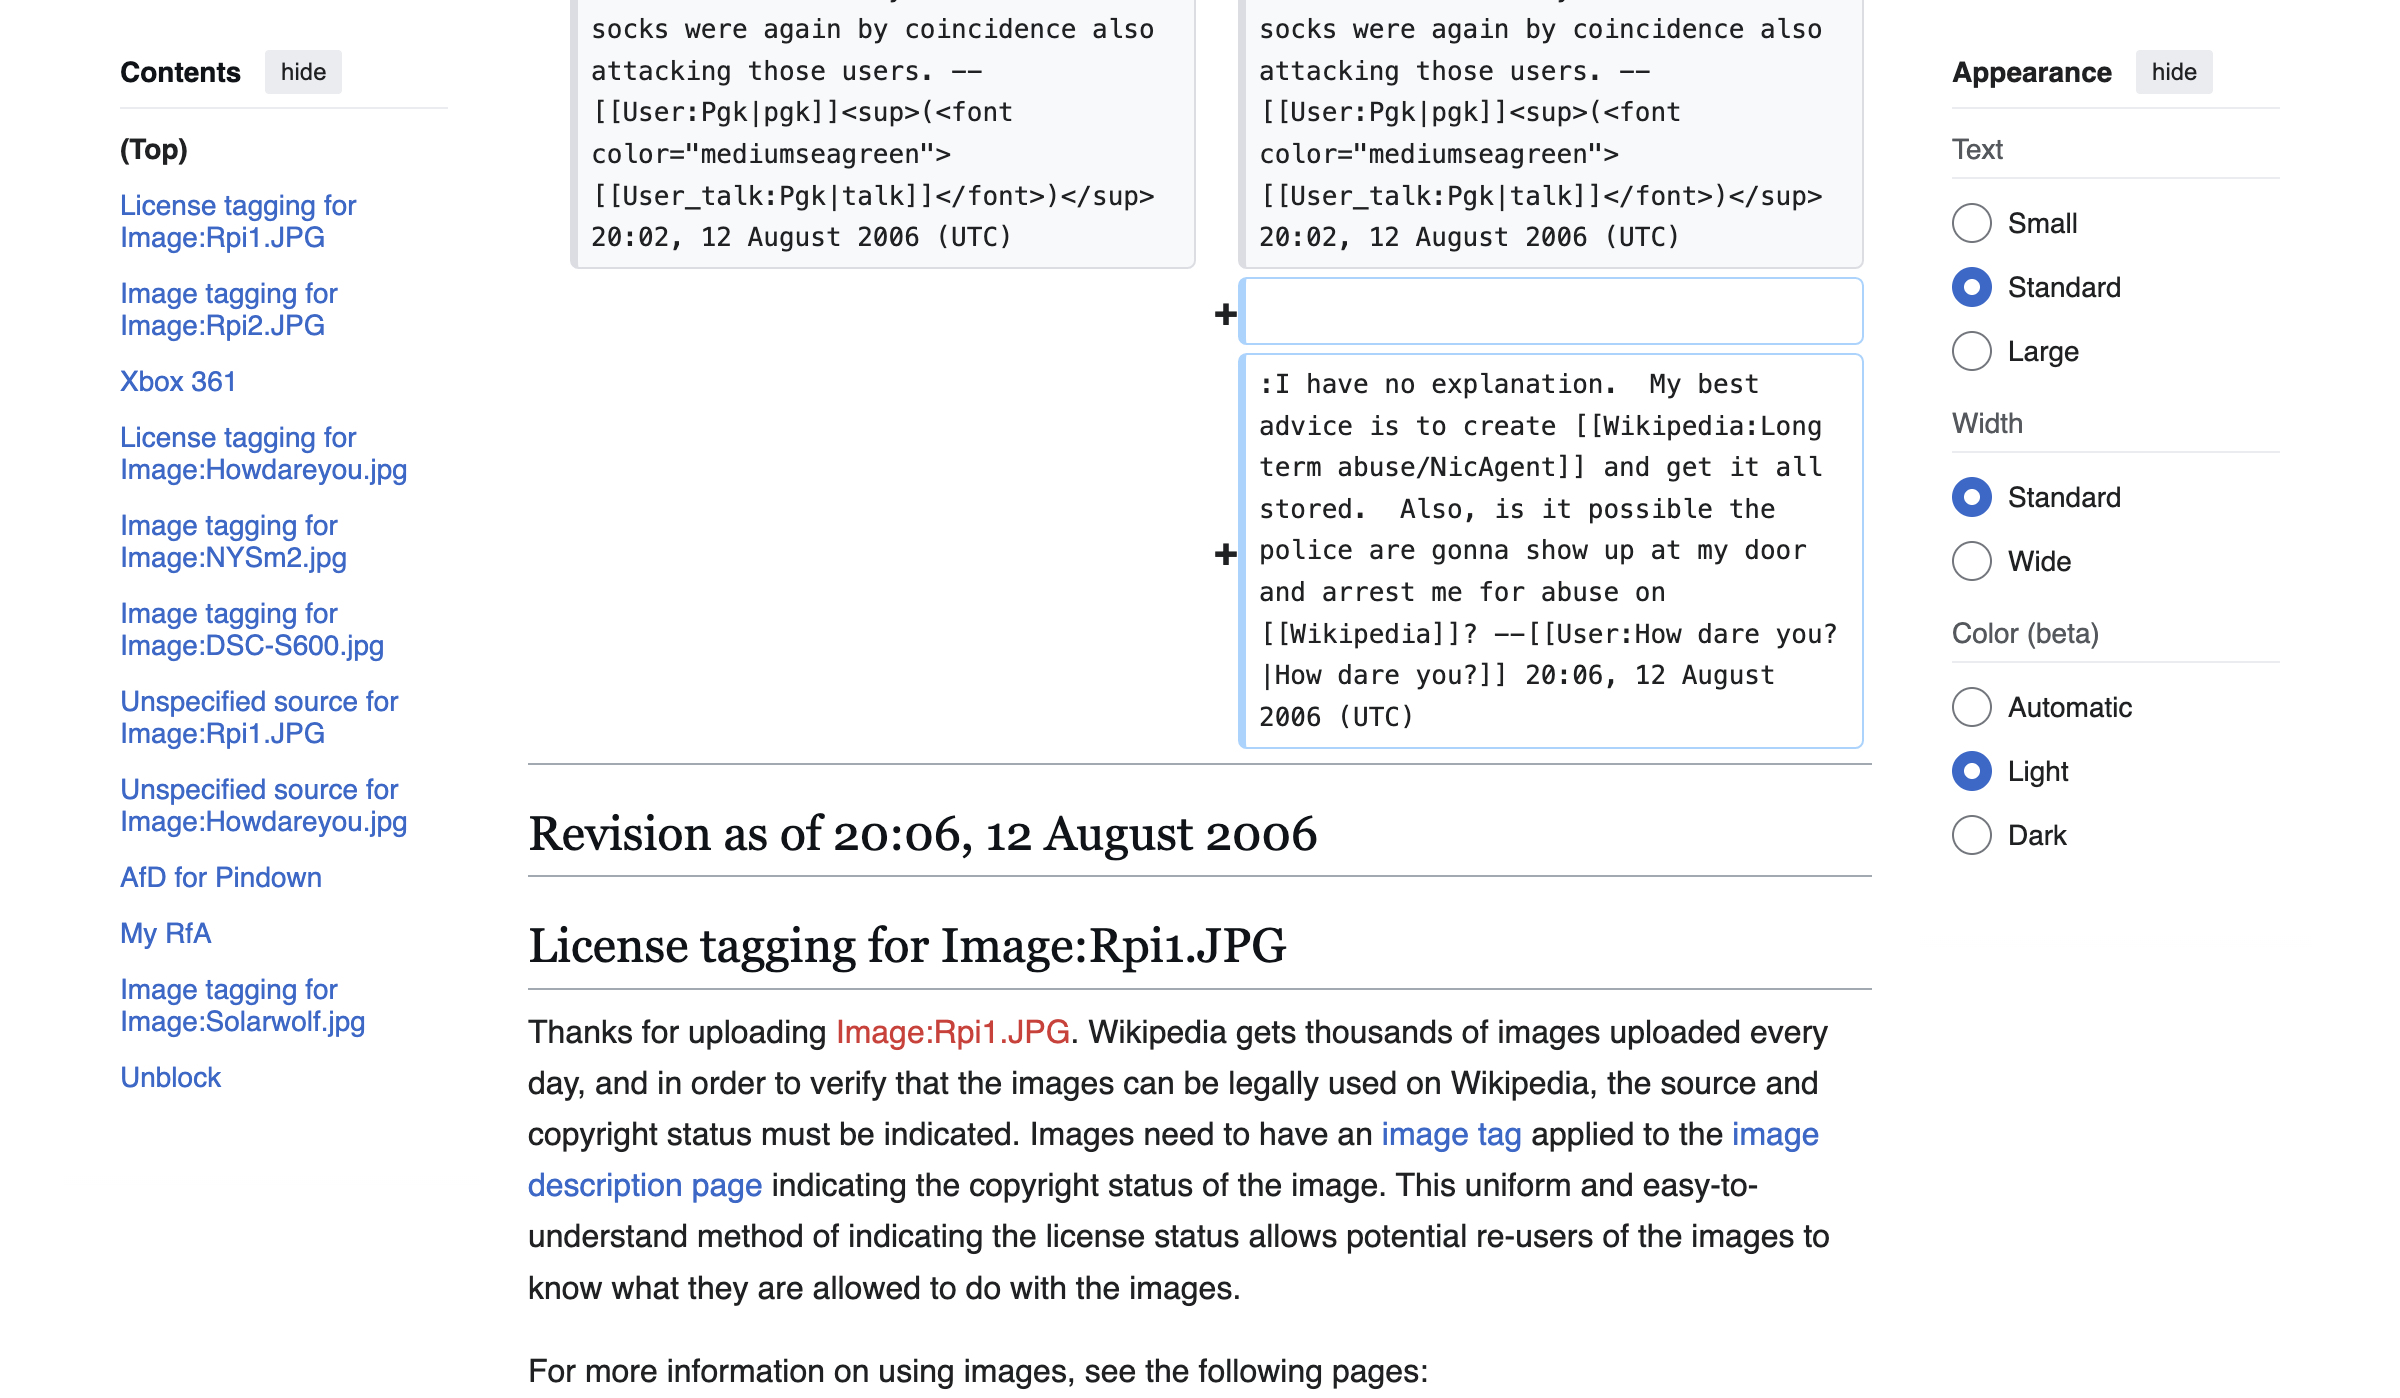 Contents hide
(Top)
License tagging for
Image:Rpi1.JPG
Image tagging for
Image:Rpi2.JPG
Xbox 361
License tagging for
Image:Howdareyou.jpg
Image tagging for
Image:NYSm2.jpg
Image tagging for
Image:DSC-S600.jpg
Unspecified source for
Image:Rpi1.JPG
Unspecified source for
Image:Howdareyou.jpg
AfD for Pindown
My RfA
Image tagging for
Image:Solarwolf.jpg
Unblock
socks were again by coincidence also
attacking those users. --
[[User:Pgk|pgk]]<sup>(<font
color="mediumseagreen">
[[User_talk:Pgk|talk]]</font>)</sup>
20:02, 12 August 2006 (UTC)
socks were again by coincidence also
attacking those users. --
[[User:Pgk|pgk]]<sup>(<font
color="mediumseagreen">
[[User_talk:Pgk|talk]]</font>)</sup>
20:02, 12 August 2006 (UTC)
+
+
:I have no explanation.  My best
advice is to create [[Wikipedia:Long
term abuse/NicAgent]] and get it all
stored.  Also, is it possible the
police are gonna show up at my door
and arrest me for abuse on
[[Wikipedia]]? --[[User:How dare you?
|How dare you?]] 20:06, 12 August
2006 (UTC)
Revision as of 20:06, 12 August 2006
License tagging for Image:Rpi1.JPG
Thanks for uploading Image:Rpi1.JPG. Wikipedia gets thousands of images uploaded every
day, and in order to verify that the images can be legally used on Wikipedia, the source and
copyright status must be indicated. Images need to have an image tag applied to the image
description page indicating the copyright status of the image. This uniform and easy-to-
understand method of indicating the license status allows potential re-users of the images to
know what they are allowed to do with the images.
For more information on using images, see the following pages:
Appearance hide
Text
Small
Standard
Large
Width
Standard
Wide
Color (beta)
Automatic
Light
Dark